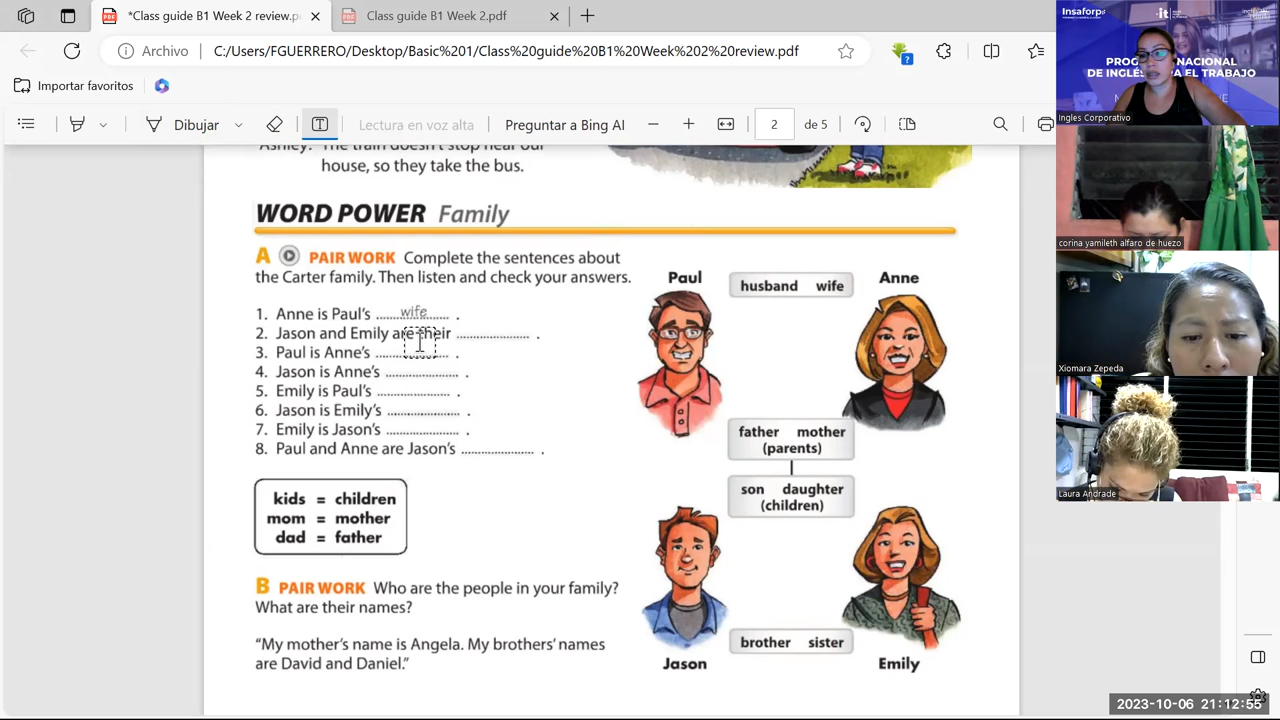 *Class guide B1 Week 2 review.p
Class guide B1 Week 2.pdf
Archivo
C:/Users/FGUERRERO/Desktop/Basic%201/Class%20guide%20B1%20Week%202%20review.pdf
Importar favoritos
Dibujar
Lectura en voz alta
Preguntar a Bing AI
2
de 5
Ashley: The train doesn't stop near our
house, so they take the bus.
WORD POWER Family
A PAIR WORK Complete the sentences about
the Carter family. Then listen and check your answers.
1. Anne is Paul's wife.
2. Jason and Emily are their .................... .
3. Paul is Anne's .................... .
4. Jason is Anne's .................... .
5. Emily is Paul's .................... .
6. Jason is Emily's .................... .
7. Emily is Jason's .................... .
8. Paul and Anne are Jason's .................... .
kids = children
mom = mother
dad = father
B PAIR WORK Who are the people in your family?
What are their names?
"My mother's name is Angela. My brothers' names
are David and Daniel."
Paul
husband wife
Anne
father mother
(parents)
son daughter
(children)
brother sister
Jason
Emily
Insaforp
PROG NACIONAL
DE INGLÉS PARA EL TRABAJO
Ingles Corporativo
corina yamileth alfaro de huezo
Xiomara Zepeda
Laura Andrade
2023-10-06 21:12:55